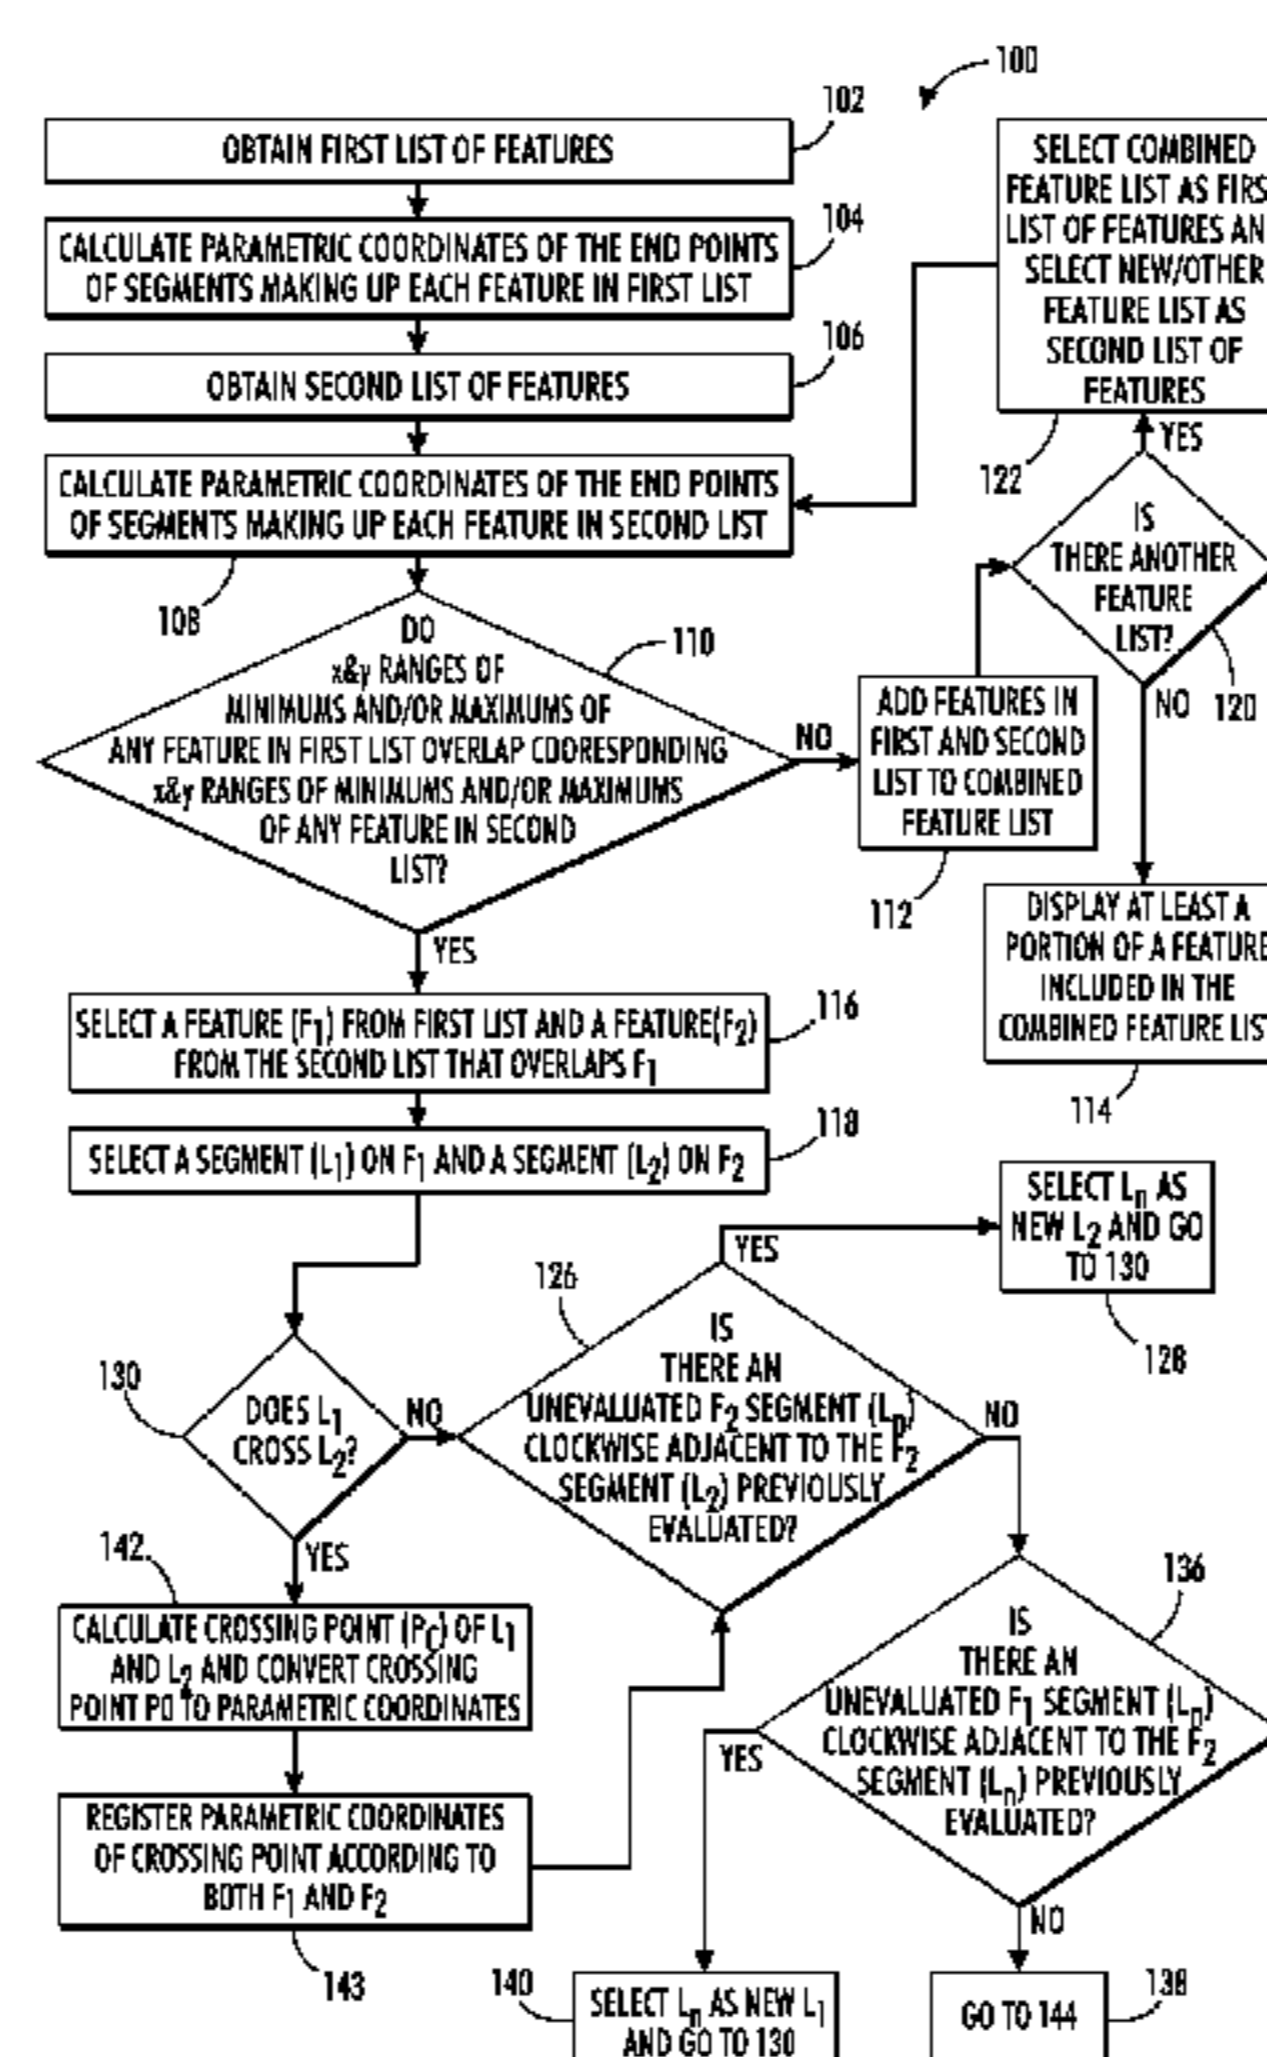 100
102
OBTAIN FIRST LIST OF FEATURES
104
CALCULATE PARAMETRIC COORDINATES OF THE END POINTS
OF SEGMENTS MAKING UP EACH FEATURE IN FIRST LIST
106
OBTAIN SECOND LIST OF FEATURES
CALCULATE PARAMETRIC COORDINATES OF THE END POINTS
OF SEGMENTS MAKING UP EACH FEATURE IN SECOND LIST
108
SELECT COMBINED
FEATURE LIST AS FIRS
LIST OF FEATURES AN
SELECT NEW/OTHER
FEATURE LIST AS
SECOND LIST OF
FEATURES
122
YES
IS
THERE ANOTHER
FEATURE
LIST?
120
NO
DO
x&y RANGES OF
MINIMUMS AND/OR MAXIMUMS OF
ANY FEATURE IN FIRST LIST OVERLAP COORESPONDING
x&y RANGES OF MINIMUMS AND/OR MAXIMUMS
OF ANY FEATURE IN SECOND
LIST?
110
NO
YES
ADD FEATURES IN
FIRST AND SECOND
LIST TO COMBINED
FEATURE LIST
112
DISPLAY AT LEAST A
PORTION OF A FEATURE
INCLUDED IN THE
COMBINED FEATURE LIS
114
SELECT A FEATURE (F1) FROM FIRST LIST AND A FEATURE(F2)
FROM THE SECOND LIST THAT OVERLAPS F1
116
SELECT A SEGMENT (L1) ON F1 AND A SEGMENT (L2) ON F2
118
SELECT Ln AS
NEW L2 AND GO
TO 130
128
YES
126
IS
THERE AN
UNEVALUATED F2 SEGMENT (Ln)
CLOCKWISE ADJACENT TO THE F2
SEGMENT (L2) PREVIOUSLY
EVALUATED?
NO
130
DOES L1
CROSS L2?
NO
YES
142
CALCULATE CROSSING POINT (PC) OF L1
AND L2 AND CONVERT CROSSING
POINT PO TO PARAMETRIC COORDINATES
REGISTER PARAMETRIC COORDINATES
OF CROSSING POINT ACCORDING TO
BOTH F1 AND F2
143
136
IS
THERE AN
UNEVALUATED F1 SEGMENT (Ln)
CLOCKWISE ADJACENT TO THE F2
SEGMENT (Ln) PREVIOUSLY
EVALUATED?
YES
NO
140
SELECT Ln AS NEW L1
AND GO TO 130
GO TO 144
138